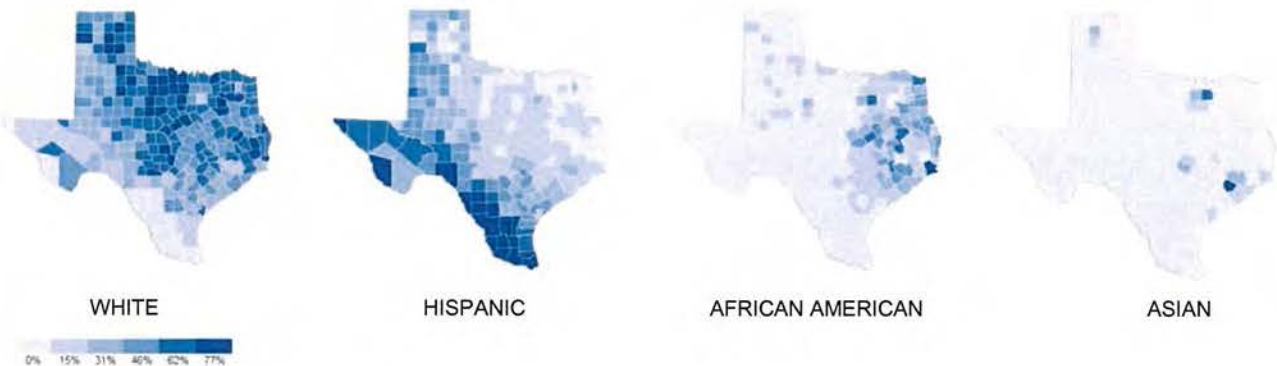 WHITE
HISPANIC
AFRICAN AMERICAN
ASIAN
0% 15% 31% 46% 62% 77%